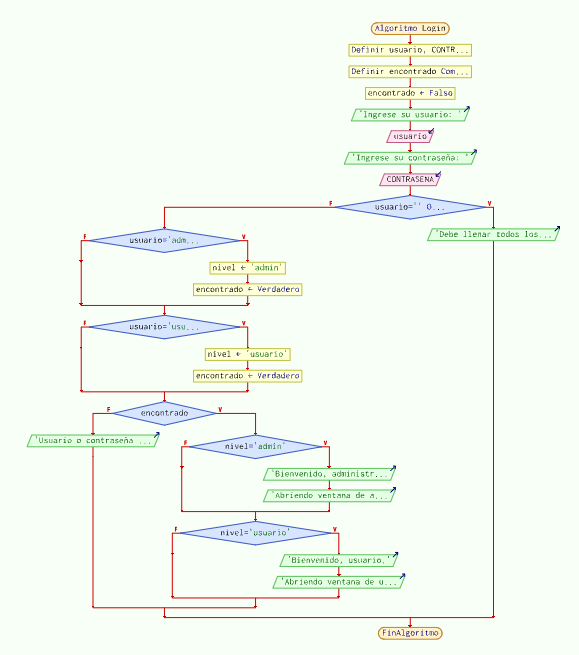 Algoritmo Login
Definir usuario, CONTR...
Definir encontrado Com...
encontrado ← Falso
'Ingrese su usuario: '
usuario
'Ingrese su contraseña: '
CONTRASENA
F usuario='' O... V
'Debe llenar todos los...
F usuario='adm... V
nivel ← 'admin'
encontrado ← Verdadero
F usuario='usu... V
nivel ← 'usuario'
encontrado ← Verdadero
F encontrado V
'Usuario o contraseña ...
F nivel='admin' V
'Bienvenido, administr...
'Abriendo ventana de a...
F nivel='usuario' V
'Bienvenido, usuario.'
'Abriendo ventana de u...
FinAlgoritmo